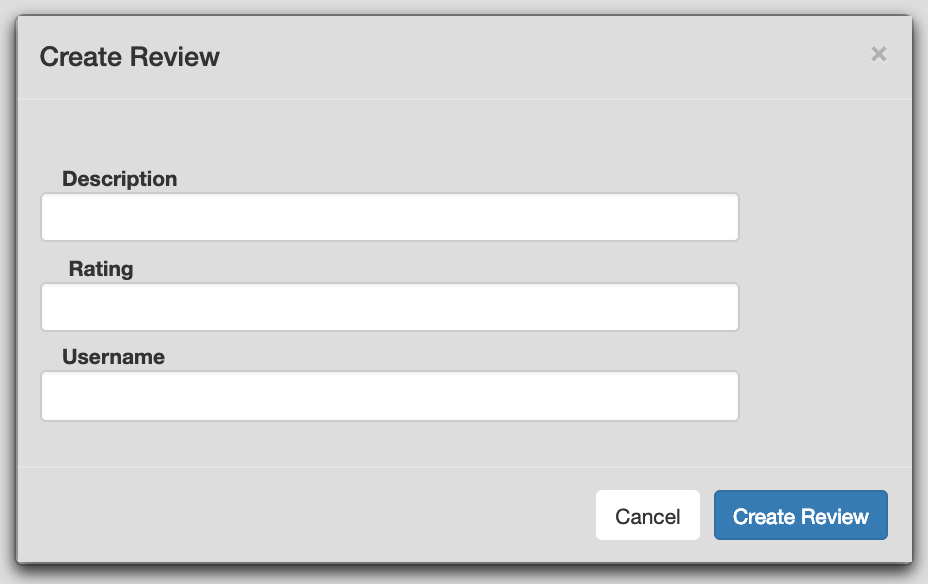 Create Review
×
Description
Rating
Username
Cancel
Create Review